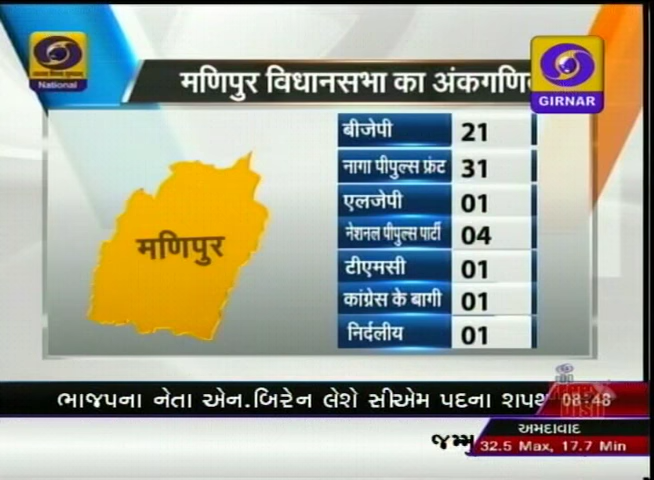 National
मणिपुर विधानसभा का अंकगणि
GIRNAR
बीजेपी 21
नागा पीपुल्स फ्रंट 31
एलजेपी 01
नेशनल पीपुल्स पार्टी 04
टीएमसी 01
कांग्रेस के बागी 01
निर्दलीय 01
मणिपुर
ભાજપના નેતા એન.બિરેન લેશે સીએમ પદના શપથ
08:48
અમદાવાદ
જમ્મુ
32.5 Max, 17.7 Min